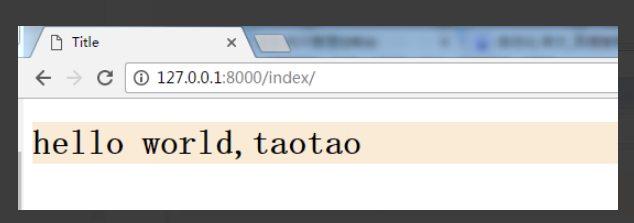 Title
127.0.0.1:8000/index/
hello world,taotao